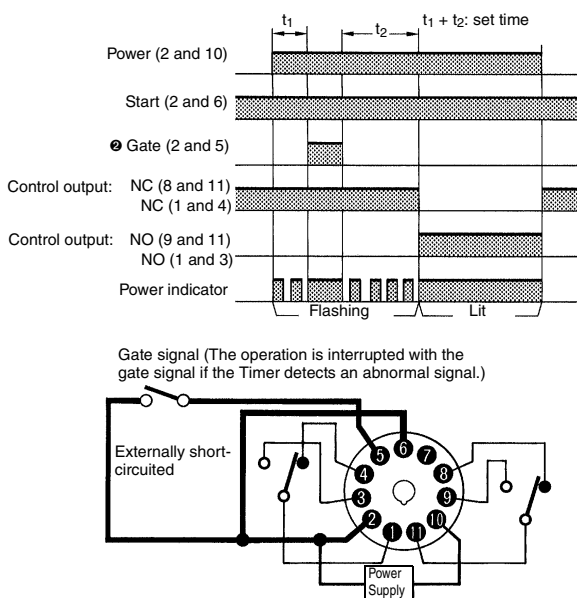 t1
t2
t1 + t2: set time
Power (2 and 10)
Start (2 and 6)
❷ Gate (2 and 5)
Control output: NC (8 and 11)
NC (1 and 4)
Control output: NO (9 and 11)
NO (1 and 3)
Power indicator
Flashing
Lit
Gate signal (The operation is interrupted with the
gate signal if the Timer detects an abnormal signal.)
Externally short-
circuited
5
6
7
4
8
3
9
2
10
1
11
Power
Supply